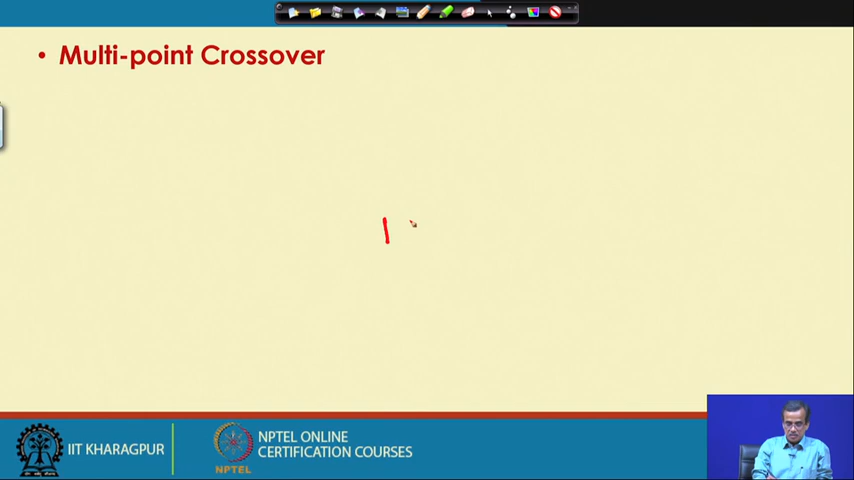 • Multi-point Crossover
IIT KHARAGPUR
NPTEL
NPTEL ONLINE
CERTIFICATION COURSES